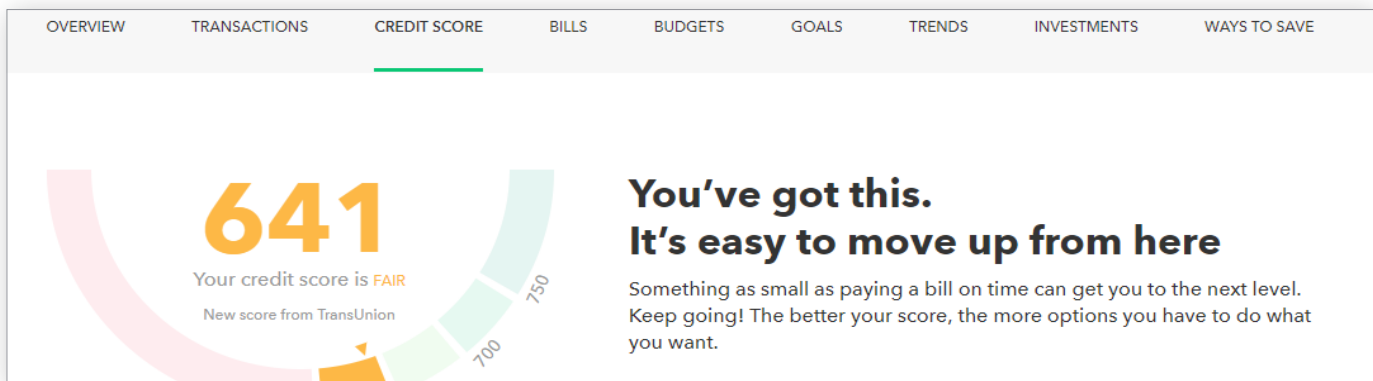 OVERVIEW TRANSACTIONS CREDIT SCORE BILLS BUDGETS GOALS TRENDS INVESTMENTS WAYS TO SAVE
641
Your credit score is FAIR
New score from TransUnion
750
700
You've got this.
It's easy to move up from here
Something as small as paying a bill on time can get you to the next level.
Keep going! The better your score, the more options you have to do what
you want.